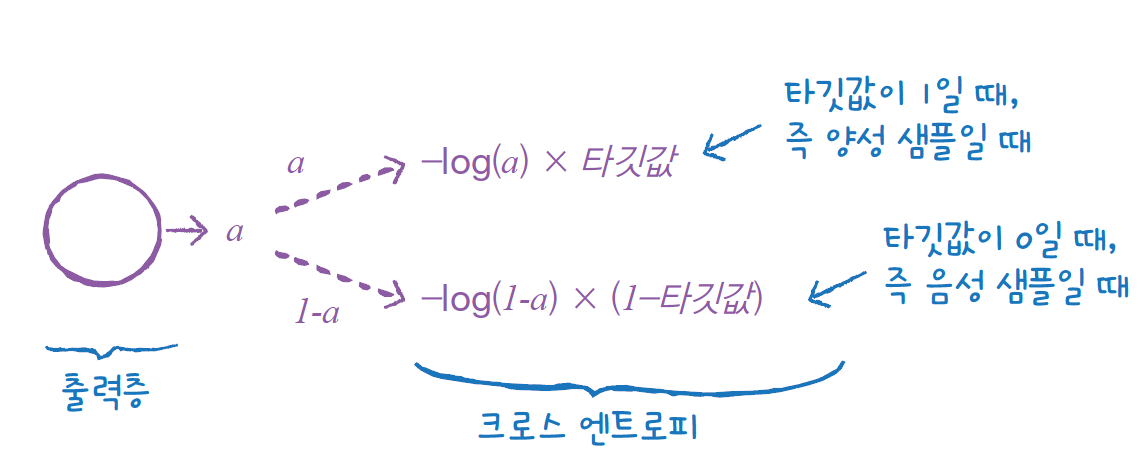 타깃값이 1일 때,
즉 양성 샘플일 때
a
–log(a) × 타깃값
a
타깃값이 0일 때,
즉 음성 샘플일 때
1-a
–log(1-a) × (1–타깃값)
출력층
크로스 엔트로피